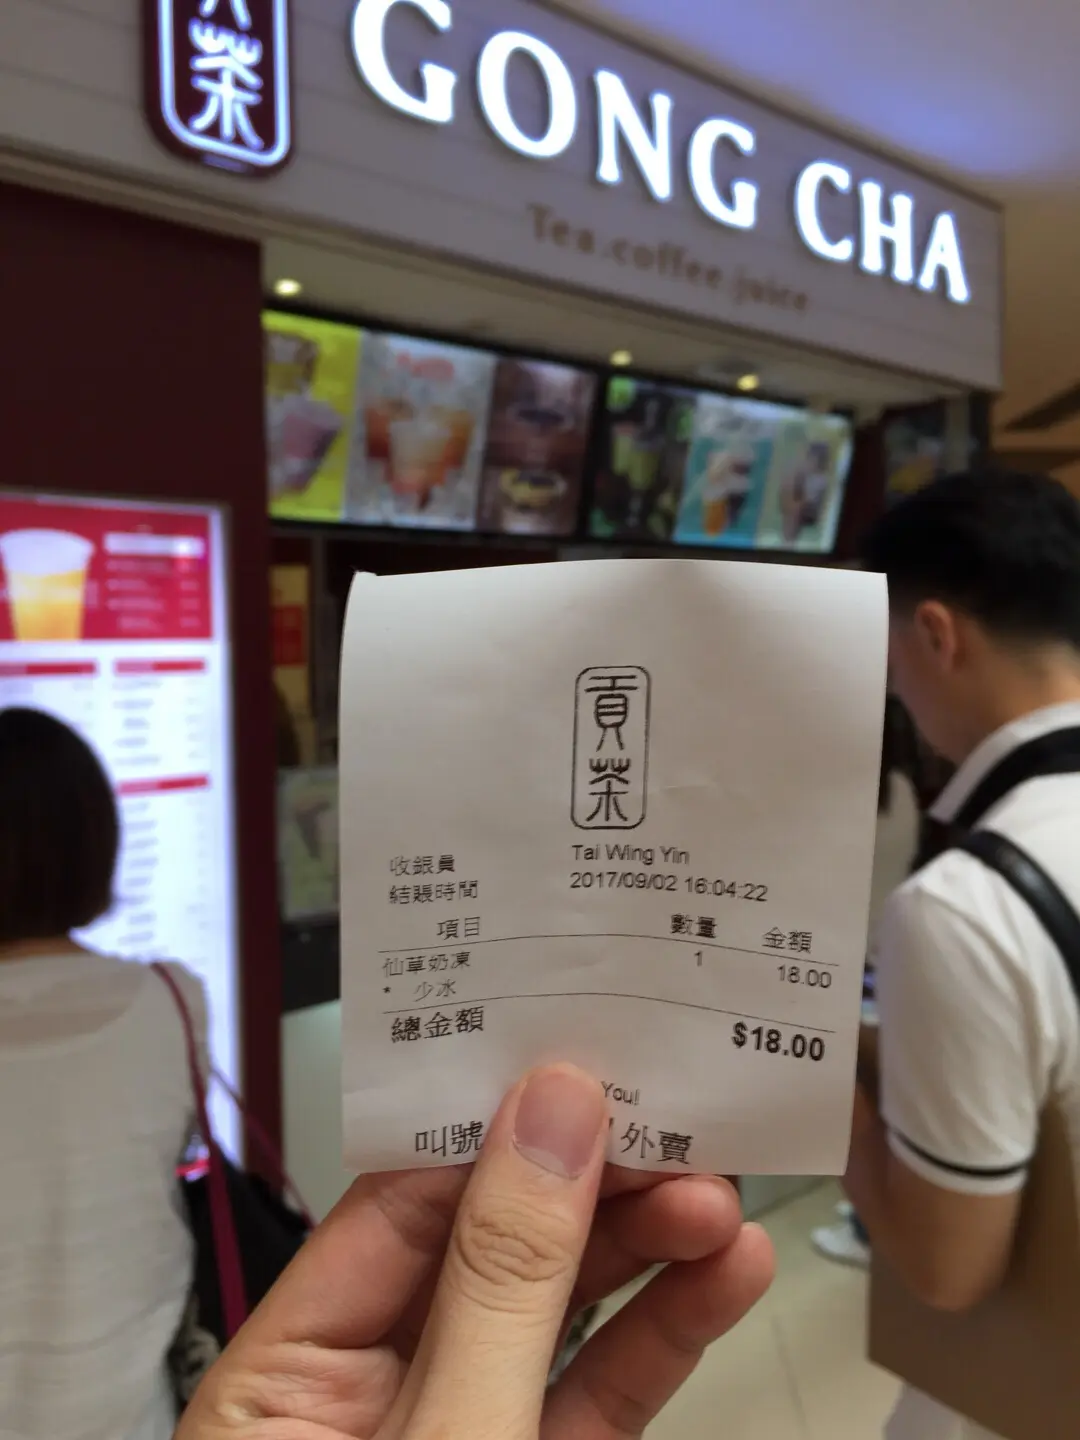 茶
GONG CHA
Tea.coffee.juice
貢茶
收銀員 Tai Wing Yin
結賬時間 2017/09/02 16:04:22
項目 數量 金額
仙草奶凍 1 18.00
* 少冰
總金額 $18.00
You!
叫號 外賣